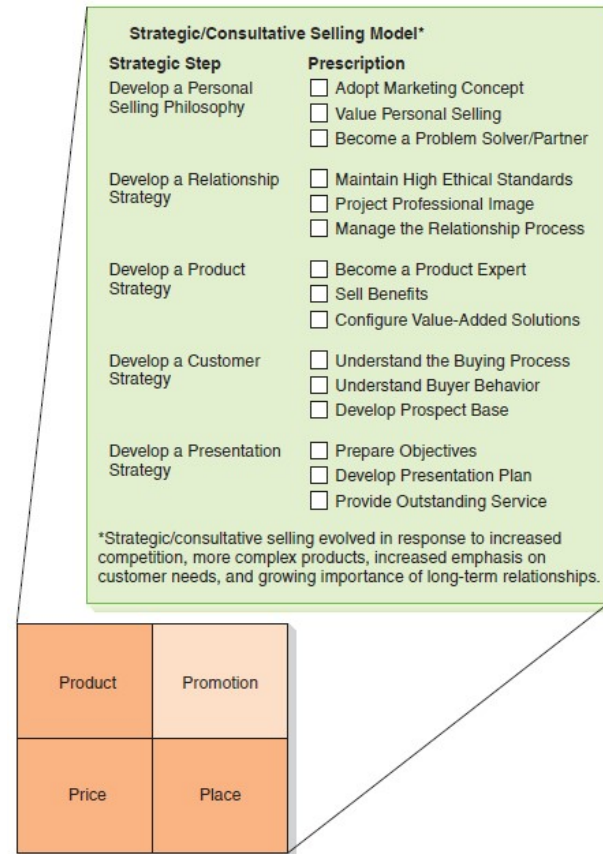 Strategic/Consultative Selling Model*
Strategic Step Prescription
Develop a Personal
Selling Philosophy
Adopt Marketing Concept
Value Personal Selling
Become a Problem Solver/Partner
Develop a Relationship
Strategy
Maintain High Ethical Standards
Project Professional Image
Manage the Relationship Process
Develop a Product
Strategy
Become a Product Expert
Sell Benefits
Configure Value-Added Solutions
Develop a Customer
Strategy
Understand the Buying Process
Understand Buyer Behavior
Develop Prospect Base
Develop a Presentation
Strategy
Prepare Objectives
Develop Presentation Plan
Provide Outstanding Service
*Strategic/consultative selling evolved in response to increased
competition, more complex products, increased emphasis on
customer needs, and growing importance of long-term relationships.
Product Promotion
Price Place